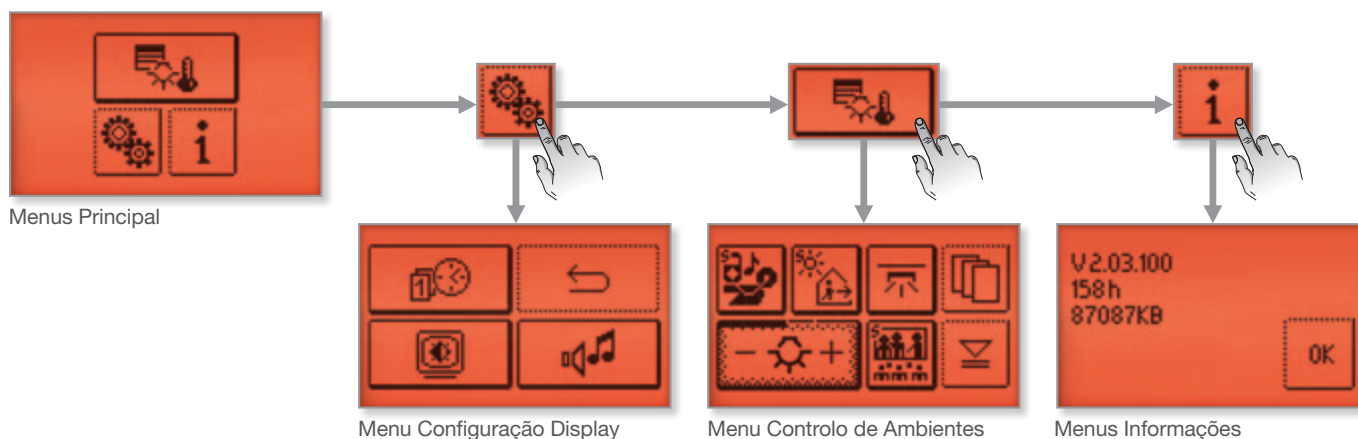 Menus Principal
Menu Configuração Display
Menu Controlo de Ambientes
V2.03.100
158h
87087KB
OK
Menus Informações